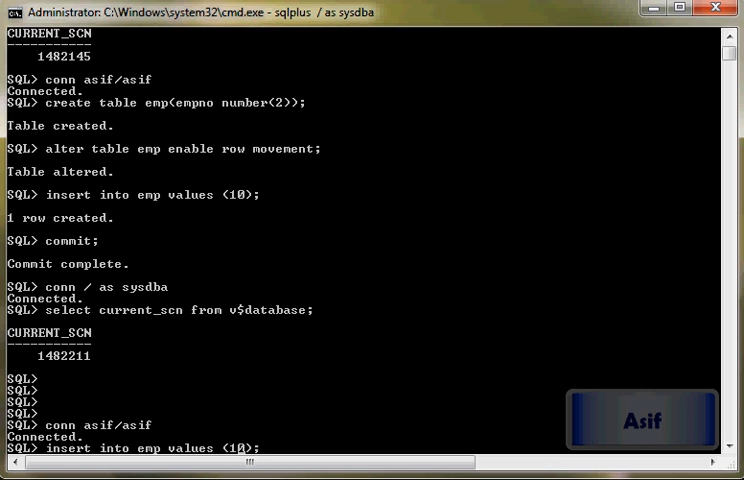 Administrator: C:\Windows\system32\cmd.exe - sqlplus  / as sysdba
CURRENT_SCN
-----------
1482145
SQL> conn asif/asif
Connected.
SQL> create table emp(empno number(2));
Table created.
SQL> alter table emp enable row movement;
Table altered.
SQL> insert into emp values (10);
1 row created.
SQL> commit;
Commit complete.
SQL> conn / as sysdba
Connected.
SQL> select current_scn from v$database;
CURRENT_SCN
-----------
1482211
SQL>
SQL>
SQL>
SQL>
SQL> conn asif/asif
Connected.
SQL> insert into emp values (10);
Asif